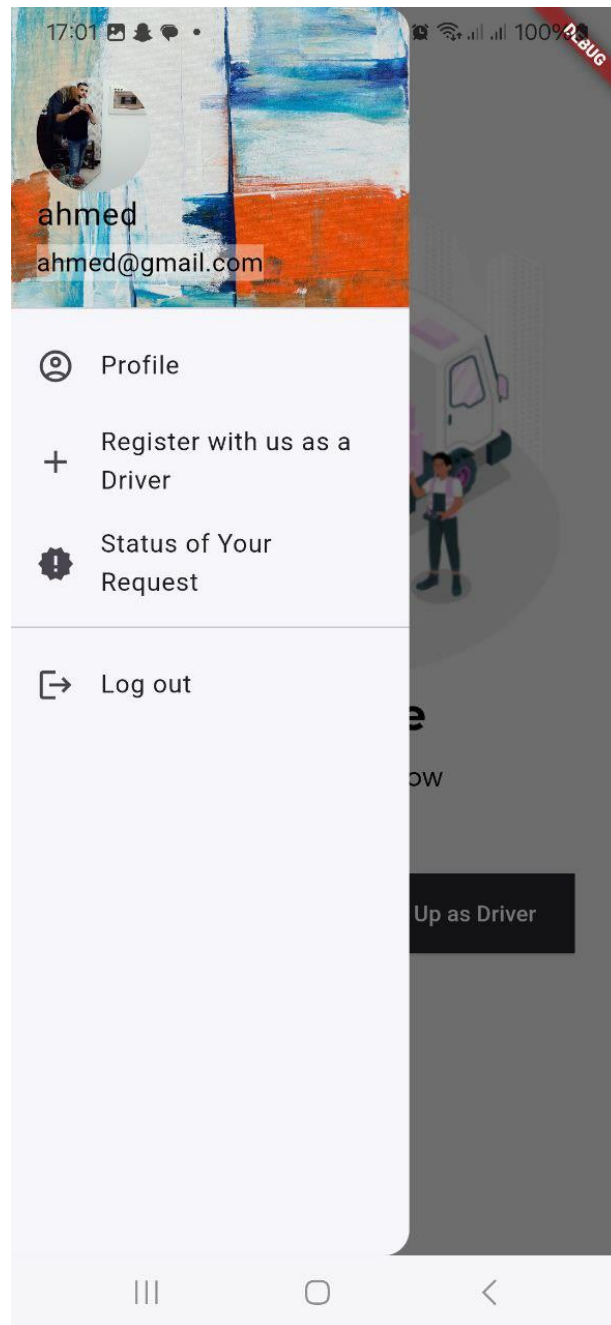 17:01
100%
DEBUG
ahmed
ahmed@gmail.com
Profile
Register with us as a
Driver
Status of Your
Request
Log out
e
ow
Up as Driver